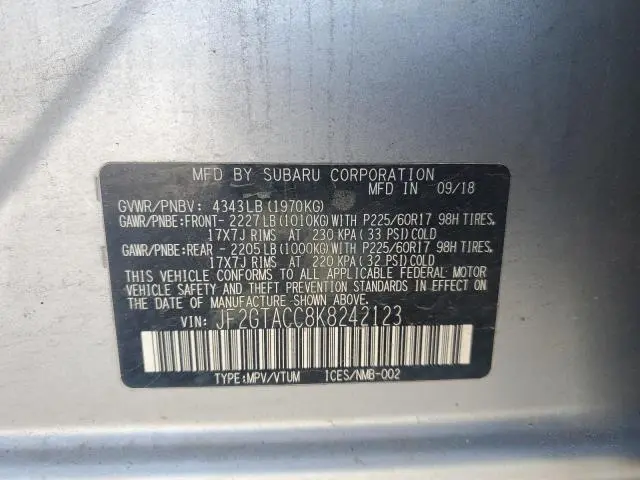 MFD BY SUBARU CORPORATION
MFD IN 09/18
GVWR/PNBV: 4343LB(1970KG)
GAWR/PNBE:FRONT- 2227LB(1010KG)WITH P225/60R17 98H TIRES,
17X7J RIMS AT 230 KPA(33 PSI)COLD
GAWR/PNBE:REAR - 2205LB(1000KG)WITH P225/60R17 98H TIRES,
17X7J RIMS AT 220 KPA(32 PSI)COLD
THIS VEHICLE CONFORMS TO ALL APPLICABLE FEDERAL MOTOR
VEHICLE SAFETY AND THEFT PREVENTION STANDARDS IN EFFECT ON
THE DATE OF MANUFACTURE SHOWN ABOVE.
VIN: JF2GTACC8K8242123
TYPE:MPV/VTUM ICES/NMB-002